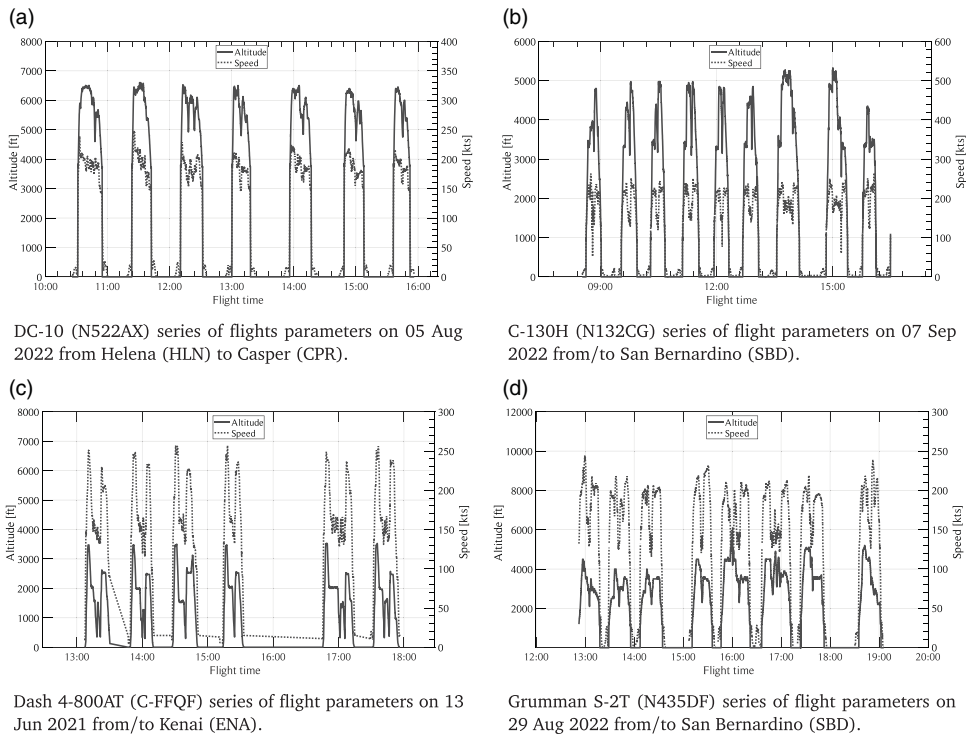 (a)
8000
7000
6000
5000
4000
3000
2000
1000
0
Altitude [ft]
Altitude
Speed
400
350
300
250
200
150
100
50
0
Speed [kts]
10:00 11:00 12:00 13:00 14:00 15:00 16:00
Flight time
DC-10 (N522AX) series of flights parameters on 05 Aug
2022 from Helena (HLN) to Casper (CPR).
(b)
6000
5000
4000
3000
2000
1000
0
Altitude [ft]
Altitude
Speed
600
500
400
300
200
100
0
Speed [kts]
09:00 12:00 15:00
Flight time
C-130H (N132CG) series of flight parameters on 07 Sep
2022 from/to San Bernardino (SBD).
(c)
8000
7000
6000
5000
4000
3000
2000
1000
0
Altitude [ft]
Altitude
Speed
300
250
200
150
100
50
0
Speed [kts]
13:00 14:00 15:00 16:00 17:00 18:00
Flight time
Dash 4-800AT (C-FFQF) series of flight parameters on 13
Jun 2021 from/to Kenai (ENA).
(d)
12000
10000
8000
6000
4000
2000
Altitude [ft]
Altitude
Speed
300
250
200
150
100
50
0
Speed [kts]
12:00 13:00 14:00 15:00 16:00 17:00 18:00 19:00 20:00
Flight time
Grumman S-2T (N435DF) series of flight parameters on
29 Aug 2022 from/to San Bernardino (SBD).